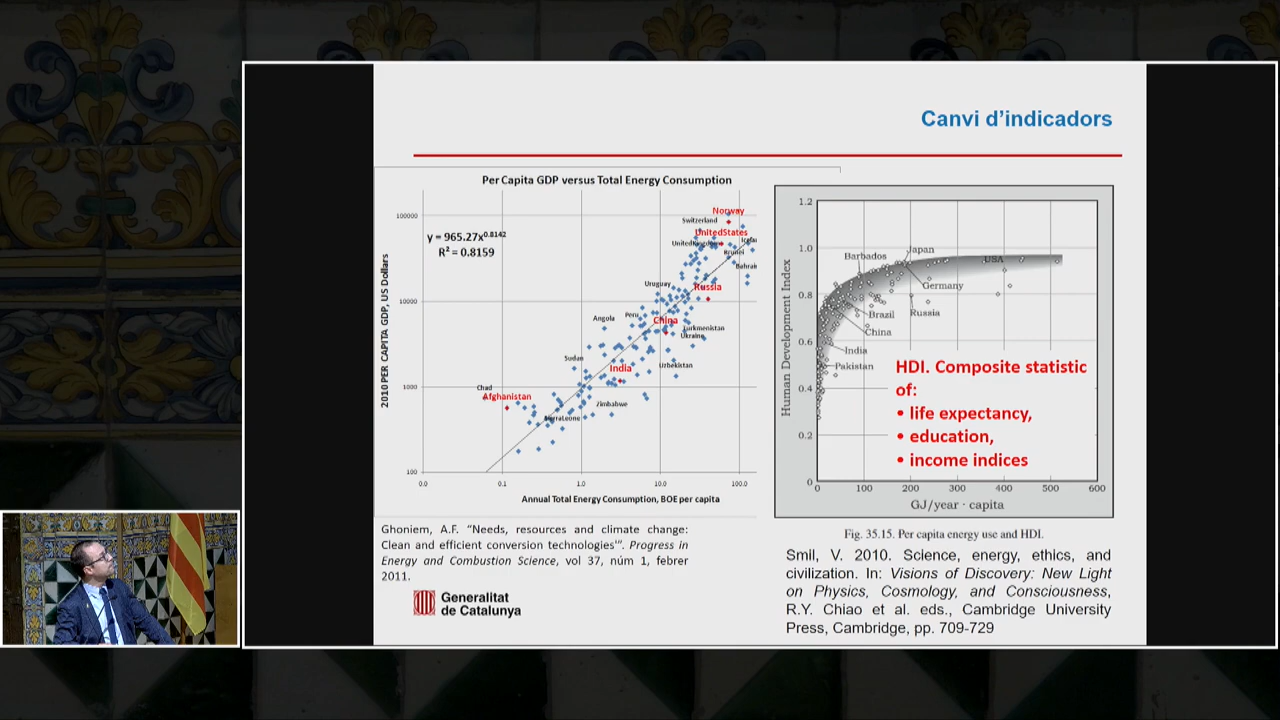 Canvi d'indicadors
Per Capita GDP versus Total Energy Consumption
y = 965.27x^0.8142
R² = 0.8159
2010 PER CAPITA GDP, US Dollars
100000
10000
1000
100
0.0
0.1
1.0
10.0
100.0
Annual Total Energy Consumption, BOE per capita
Norway
Switzerland
UnitedStates
UnitedKingdom
Brunei
Bahrain
Uruguay
Russia
Angola
Peru
China
Turkmenistan
Ukraine
Sudan
India
Uzbekistan
Chad
Afghanistan
Zimbabwe
SierraLeone
Ghoniem, A.F. "Needs, resources and climate change:
Clean and efficient conversion technologies'". Progress in
Energy and Combustion Science, vol 37, núm 1, febrer
2011.
Generalitat
de Catalunya
Human Development Index
1.2
1.0
0.8
0.6
0.4
0.2
0
0
100
200
300
400
500
600
GJ/year · capita
Barbados
Japan
USA
Germany
Brazil
Russia
China
India
Pakistan
HDI. Composite statistic
of:
• life expectancy,
• education,
• income indices
Fig. 35.15. Per capita energy use and HDI.
Smil, V. 2010. Science, energy, ethics, and
civilization. In: Visions of Discovery: New Light
on Physics, Cosmology, and Consciousness,
R.Y. Chiao et al. eds., Cambridge University
Press, Cambridge, pp. 709-729